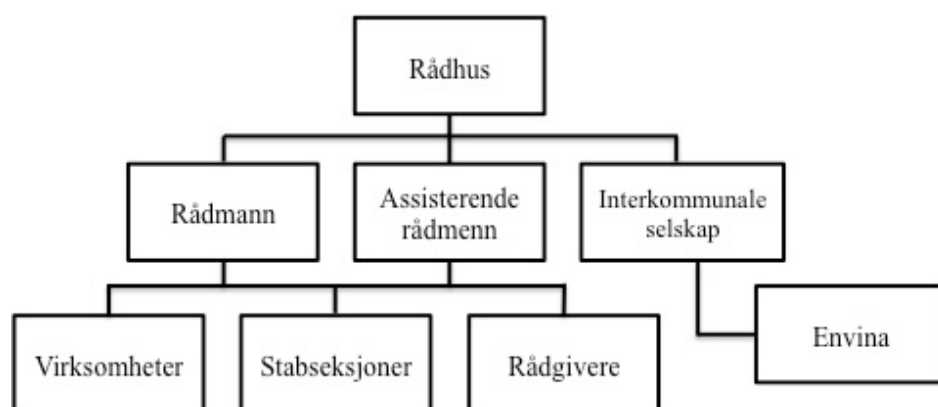 Rådhus
Rådmann
Assisterende
rådmenn
Interkommunale
selskap
Virksomheter
Stabseksjoner
Rådgivere
Envina